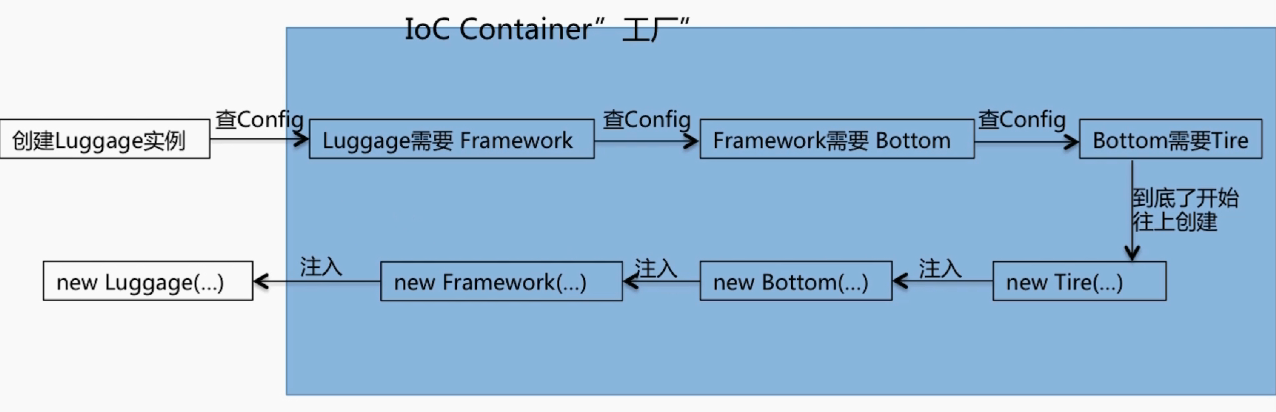 IoC Container”工厂”
查Config
查Config
查Config
创建Luggage实例
Luggage需要 Framework
Framework需要 Bottom
Bottom需要Tire
到底了开始
往上创建
注入
注入
注入
new Luggage(...)
new Framework(...)
new Bottom(...)
new Tire(...)